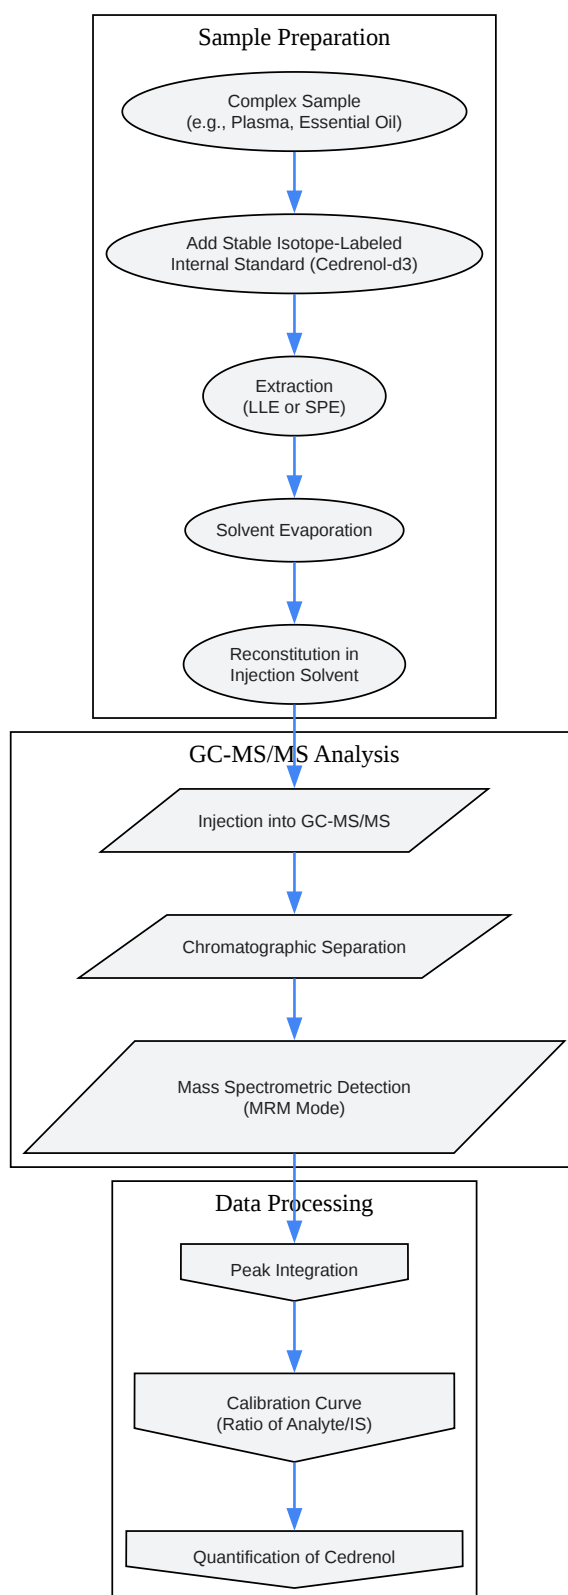 Sample Preparation
Complex Sample
(e.g., Plasma, Essential Oil)
Add Stable Isotope-Labeled
Internal Standard (Cedrenol-d3)
Extraction
(LLE or SPE)
Solvent Evaporation
Reconstitution in
Injection Solvent
GC-MS/MS Analysis
Injection into GC-MS/MS
Chromatographic Separation
Mass Spectrometric Detection
(MRM Mode)
Data Processing
Peak Integration
Calibration Curve
(Ratio of Analyte/IS)
Quantification of Cedrenol